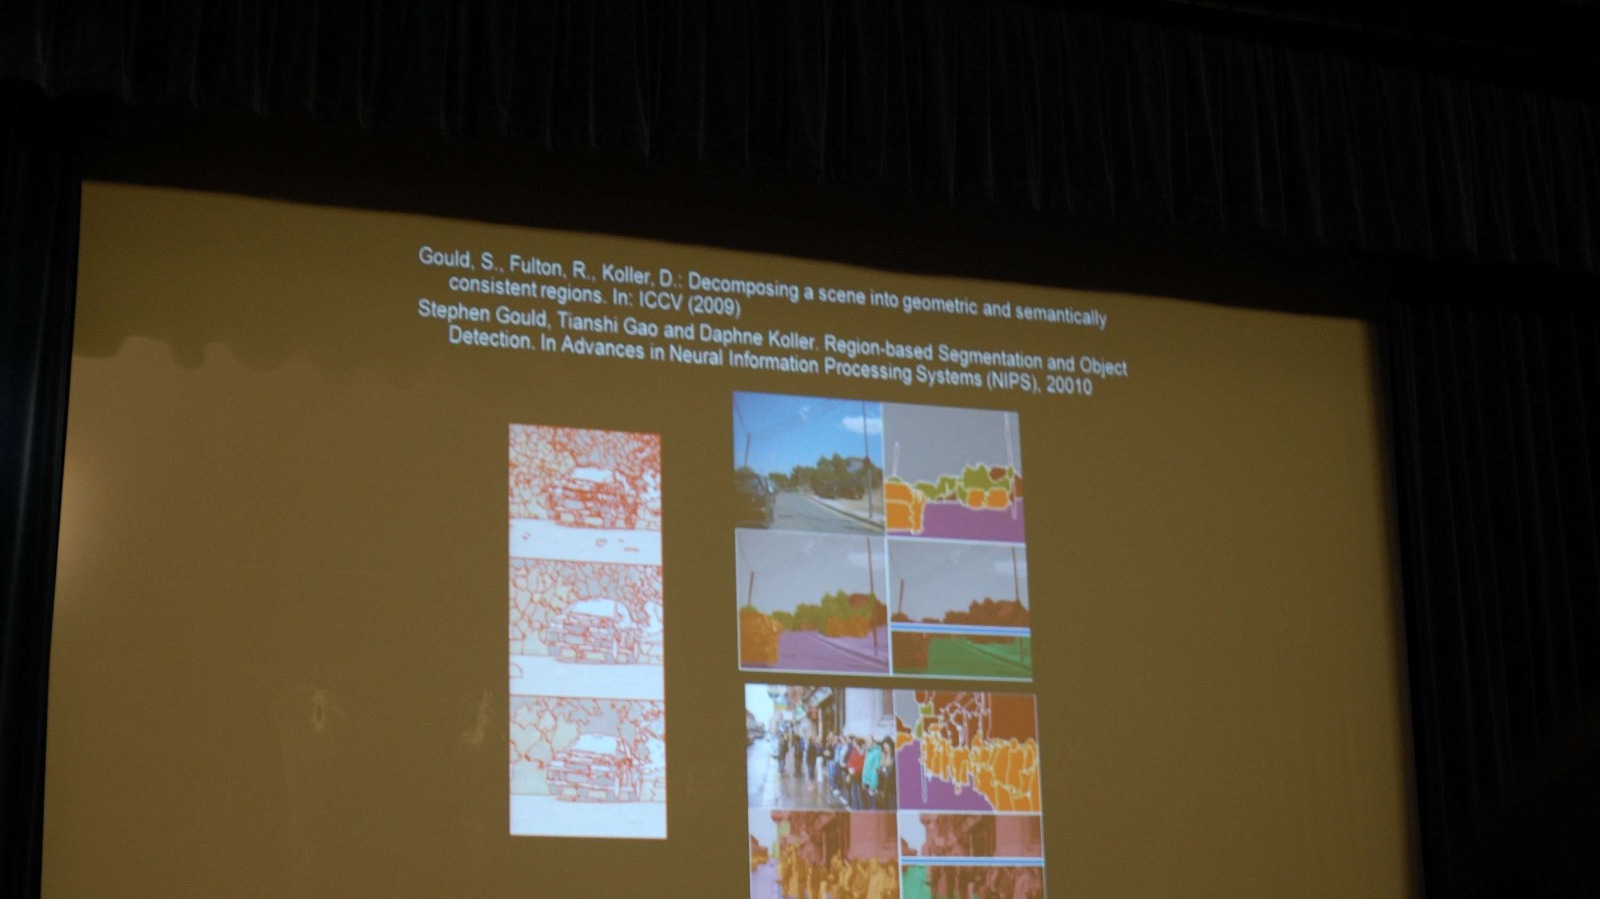 Gould, S., Fulton, R., Koller, D.: Decomposing a scene into geometric and semantically
consistent regions. In: ICCV (2009)
Stephen Gould, Tianshi Gao and Daphne Koller. Region-based Segmentation and Object
Detection. In Advances in Neural Information Processing Systems (NIPS), 20010